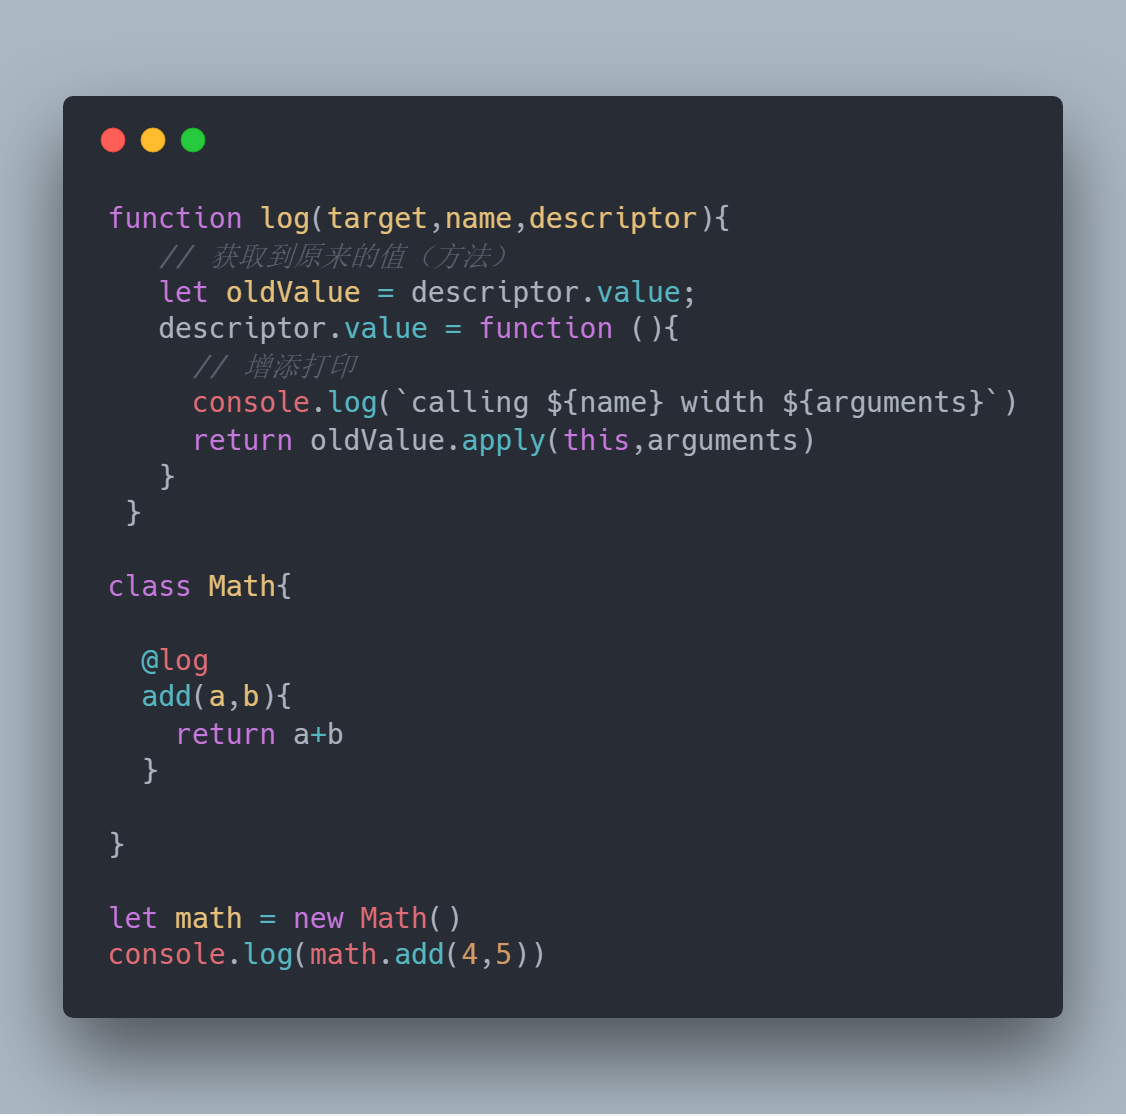 function log(target,name,descriptor){
   // 获取到原来的值（方法）
   let oldValue = descriptor.value;
   descriptor.value = function (){
     // 增添打印
     console.log(`calling ${name} width ${arguments}`)
     return oldValue.apply(this,arguments)
   }
 }
class Math{
  @log
  add(a,b){
    return a+b
  }
}
let math = new Math()
console.log(math.add(4,5))